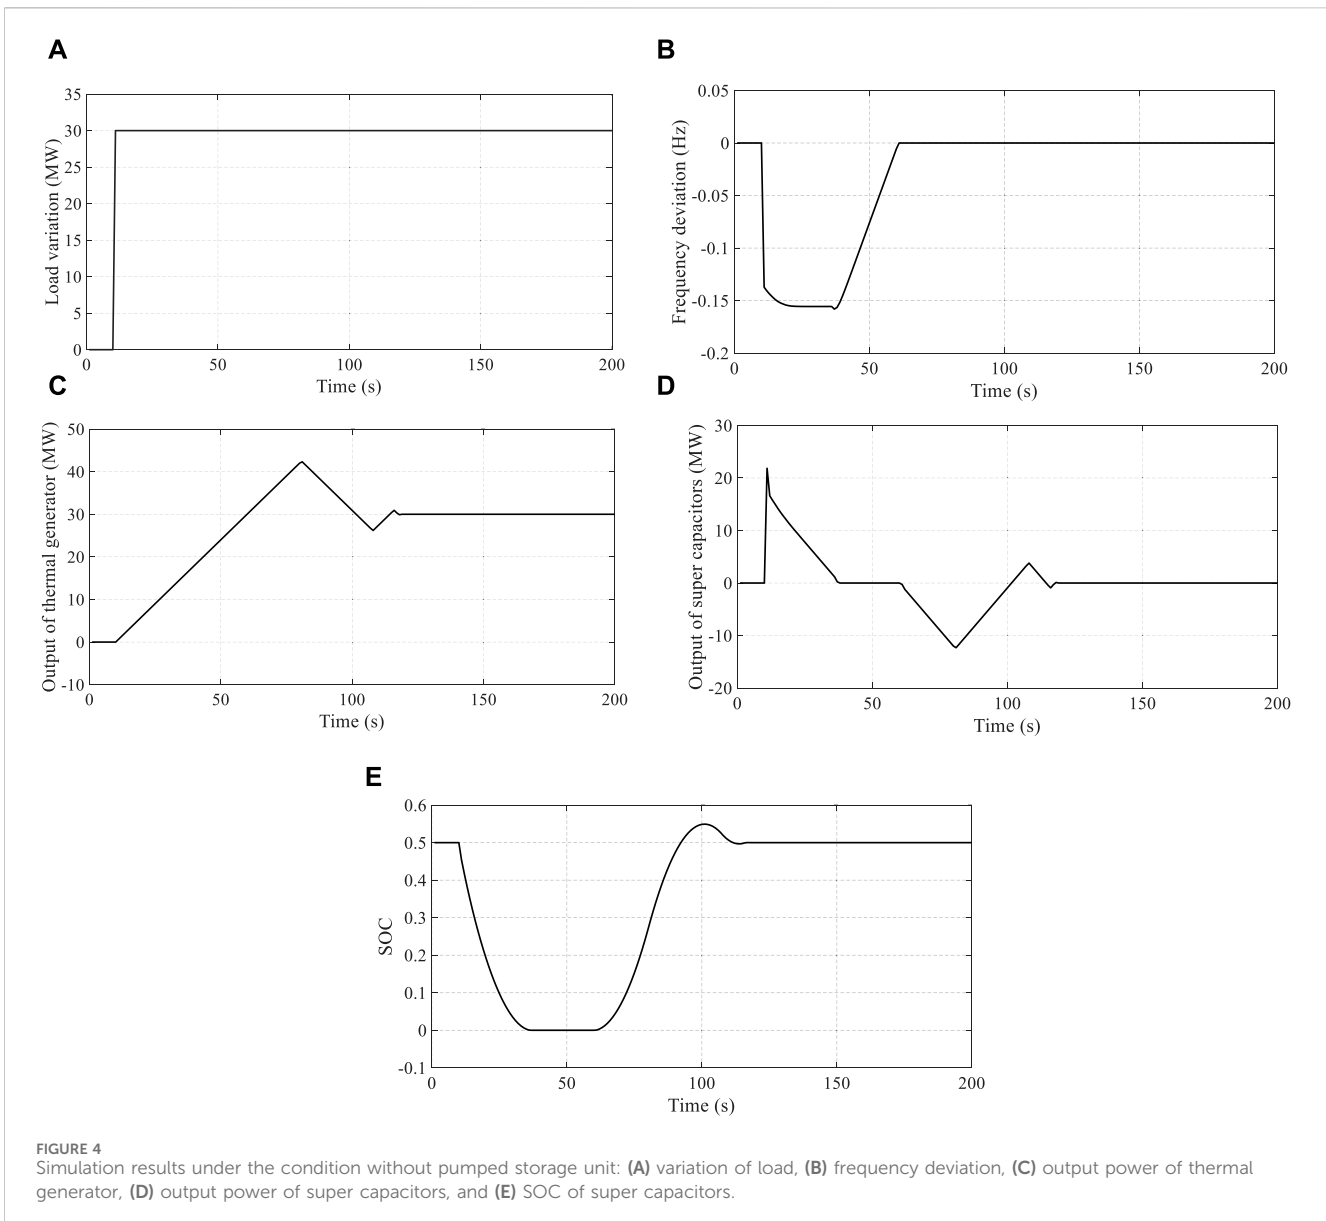 A
35
30
25
20
15
10
5
0
Load variation (MW)
0 50 100 150 200
Time (s)
B
0.05
0
-0.05
-0.1
-0.15
-0.2
Frequency deviation (Hz)
0 50 100 150 200
Time (s)
C
50
40
30
20
10
0
-10
Output of thermal generator (MW)
0 50 100 150 200
Time (s)
D
30
20
10
0
-10
-20
Output of super capacitors (MW)
0 50 100 150 200
Time (s)
E
0.6
0.5
0.4
0.3
0.2
0.1
0
-0.1
SOC
0 50 100 150 200
Time (s)
FIGURE 4
Simulation results under the condition without pumped storage unit: (A) variation of load, (B) frequency deviation, (C) output power of thermal
generator, (D) output power of super capacitors, and (E) SOC of super capacitors.